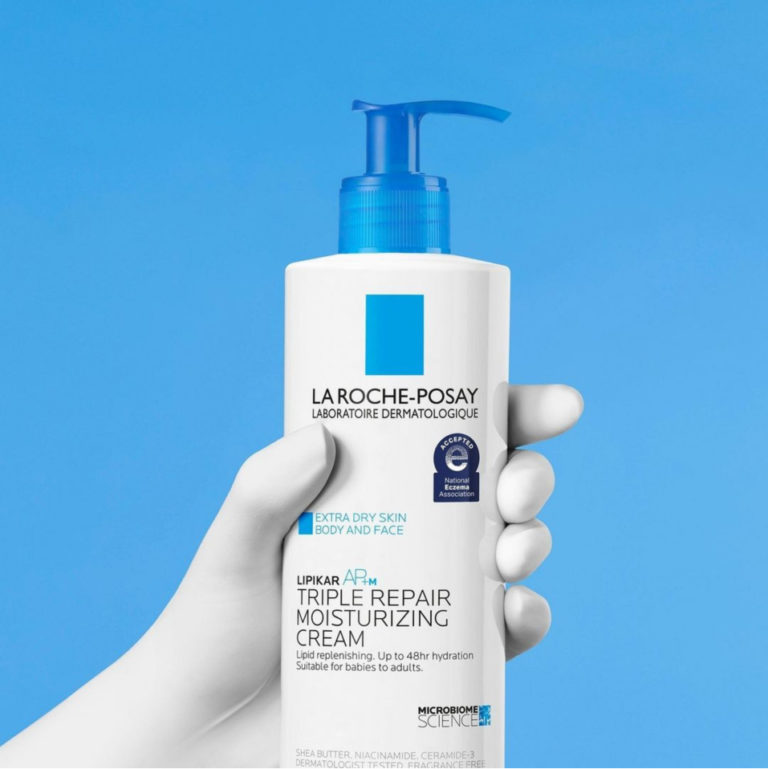 LA ROCHE-POSAY
LABORATOIRE DERMATOLOGIQUE
ACCEPTED
e
National
Eczema
Association
EXTRA DRY SKIN
BODY AND FACE
LIPIKAR AP+M
TRIPLE REPAIR
MOISTURIZING
CREAM
Lipid replenishing. Up to 48hr hydration
Suitable for babies to adults.
MICROBIOME
SCIENCE
SHEA BUTTER, NIACINAMIDE, CERAMIDE-3
DERMATOLOGIST TESTED, FRAGRANCE FREE